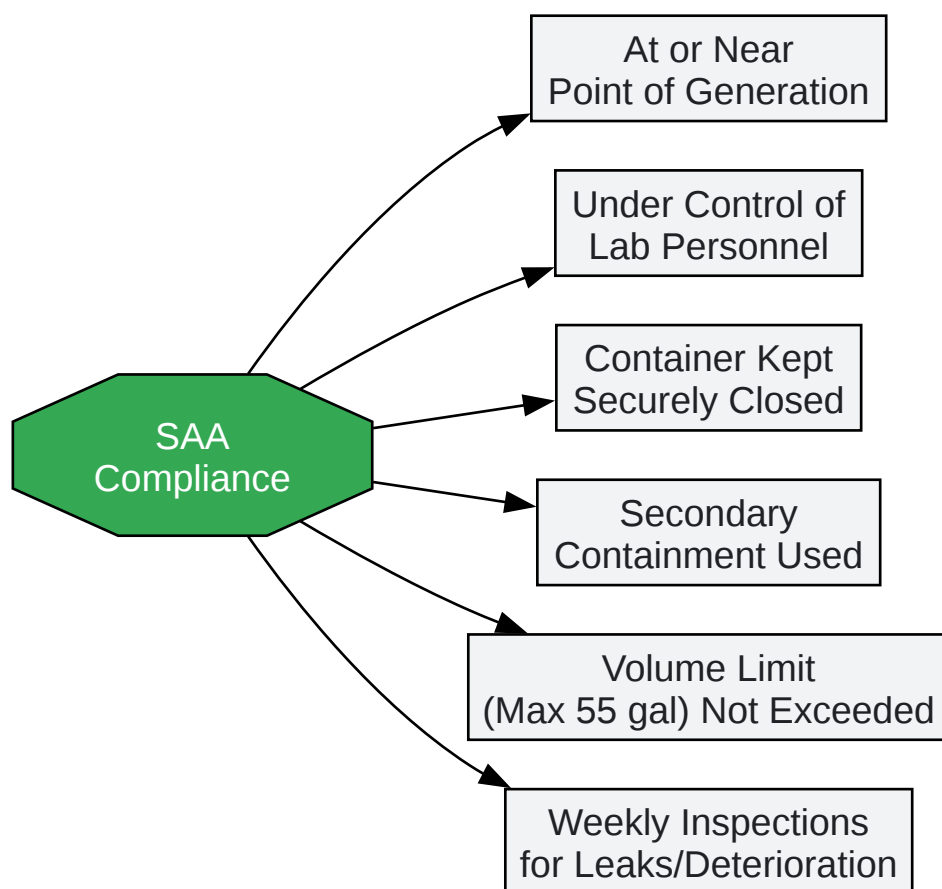 At or Near
Point of Generation
Under Control of
Lab Personnel
Container Kept
Securely Closed
SAA
Compliance
Secondary
Containment Used
Volume Limit
(Max 55 gal) Not Exceeded
Weekly Inspections
for Leaks/Deterioration